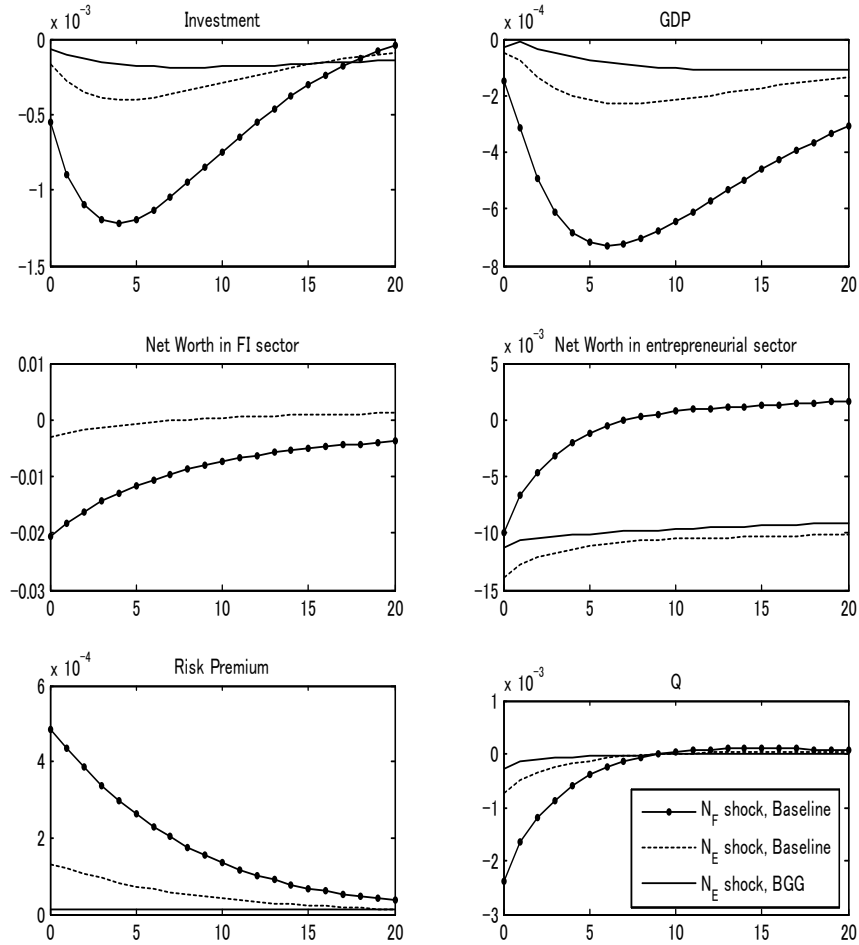 x 10^-3
Investment
0
-0.5
-1
-1.5
0 5 10 15 20
x 10^-4
GDP
0
-2
-4
-6
-8
0 5 10 15 20
Net Worth in FI sector
0.01
0
-0.01
-0.02
-0.03
0 5 10 15 20
x 10^-3
Net Worth in entrepreneurial sector
5
0
-5
-10
-15
0 5 10 15 20
x 10^-4
Risk Premium
6
4
2
0
0 5 10 15 20
x 10^-3
Q
1
0
-1
-2
-3
0 5 10 15 20
N_F shock, Baseline
N_E shock, Baseline
N_E shock, BGG